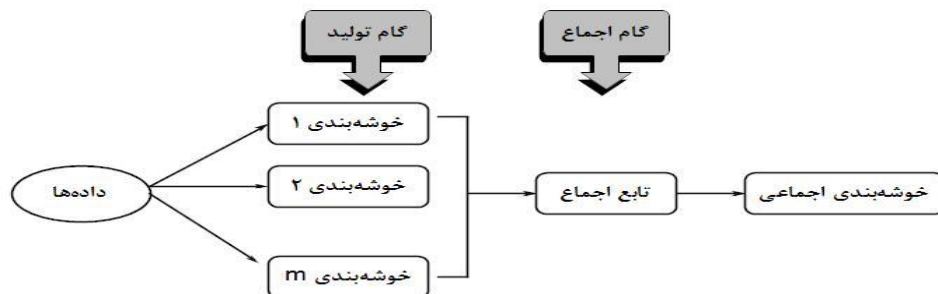 گام تولید
گام اجماع
خوشه‌بندی ۱
خوشه‌بندی ۲
خوشه‌بندی m
داده‌ها
تابع اجماع
خوشه‌بندی اجماعی